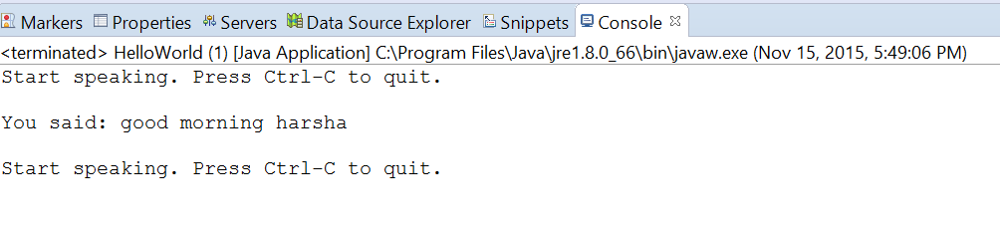 Markers Properties Servers Data Source Explorer Snippets Console
<terminated> HelloWorld (1) [Java Application] C:\Program Files\Java\jre1.8.0_66\bin\javaw.exe (Nov 15, 2015, 5:49:06 PM)
Start speaking. Press Ctrl-C to quit.
You said: good morning harsha
Start speaking. Press Ctrl-C to quit.